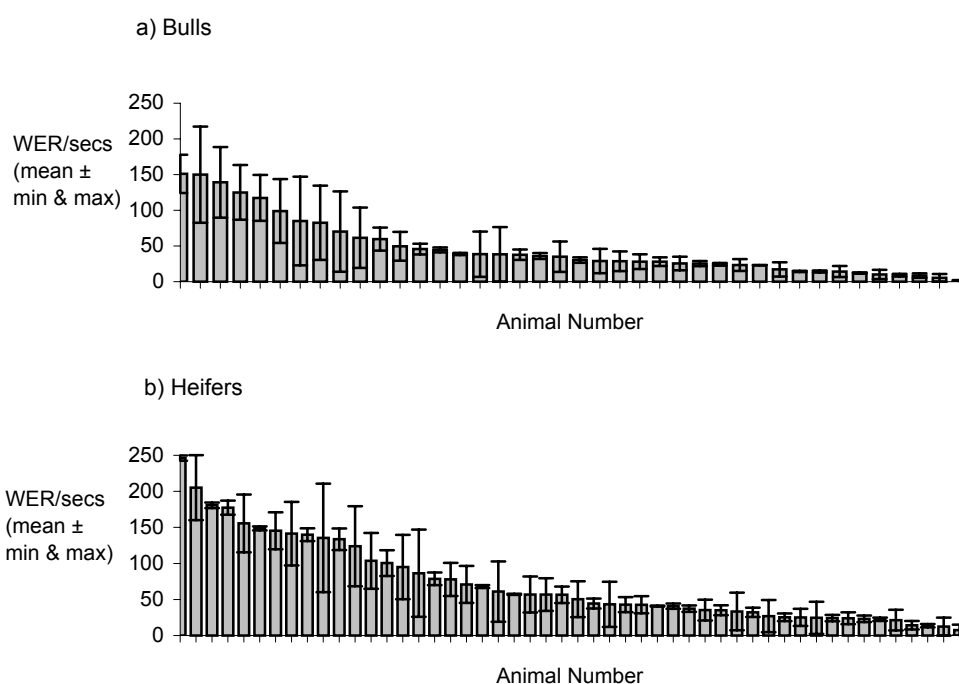 a) Bulls
250
200
150
100
50
0
WER/secs
(mean ±
min & max)
Animal Number
b) Heifers
250
200
150
100
50
0
WER/secs
(mean ±
min & max)
Animal Number